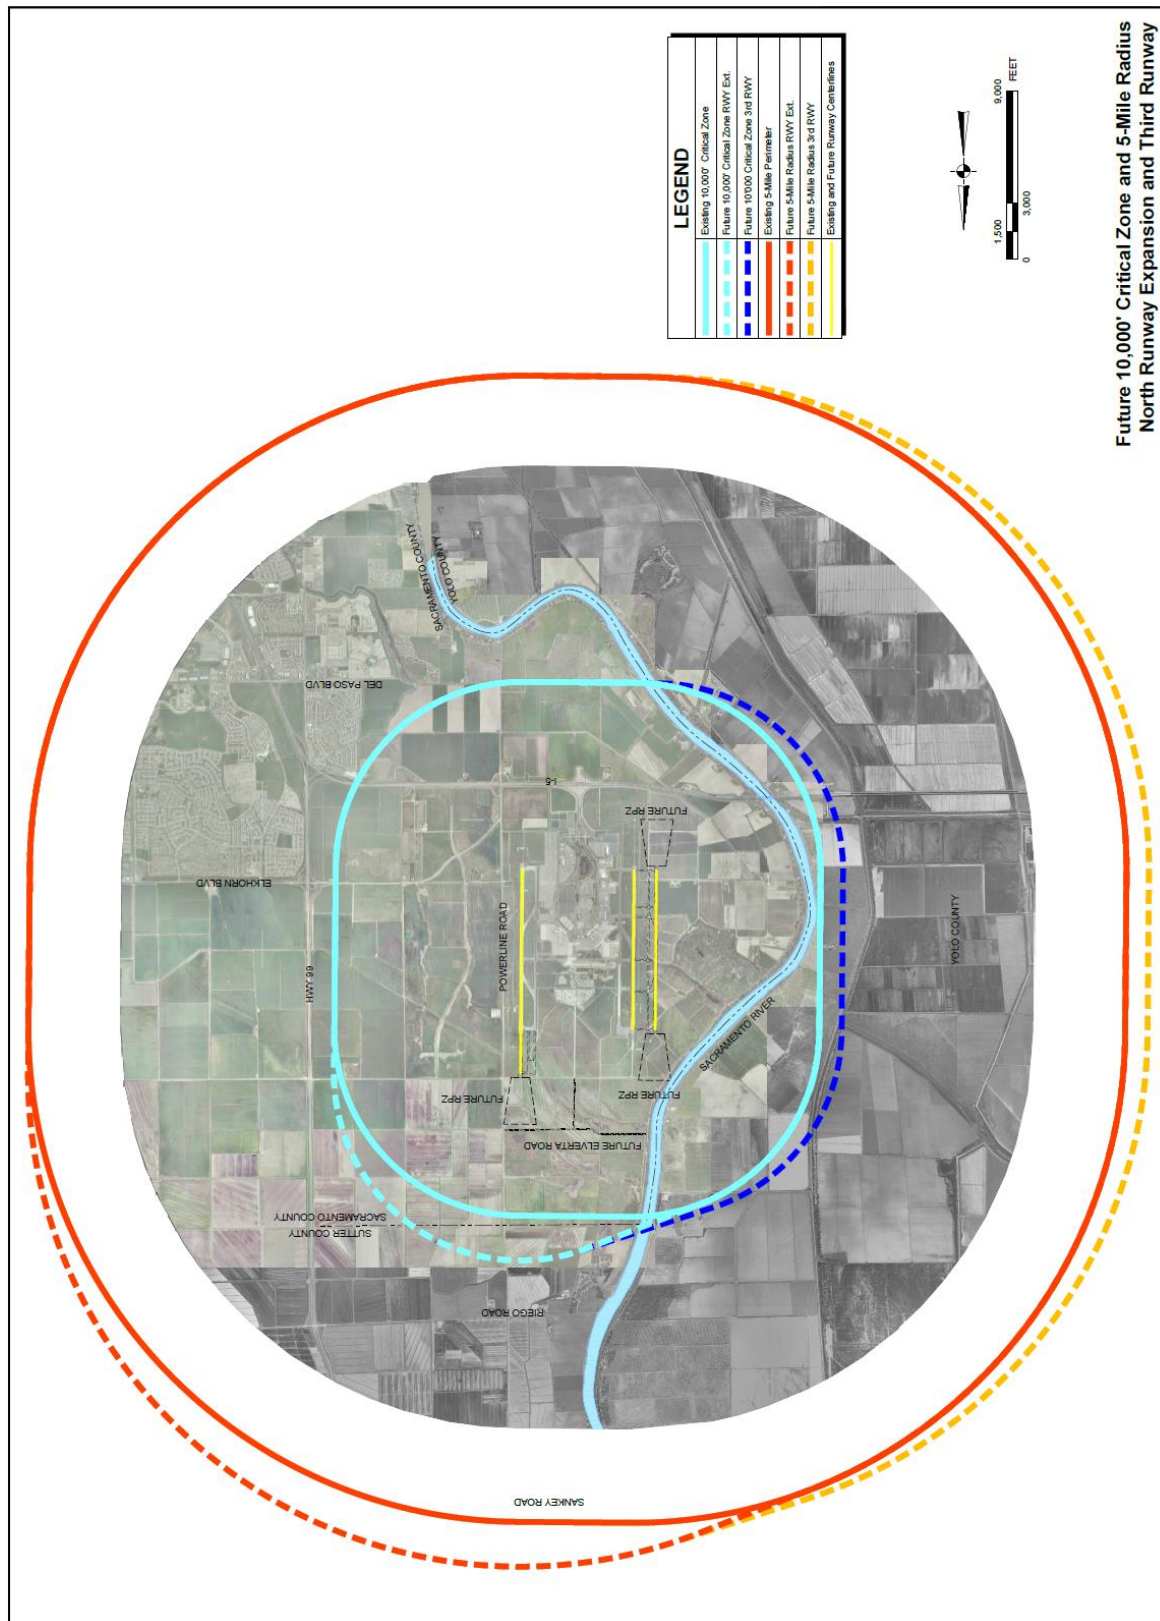 Future 10,000' Critical Zone and 5-Mile Radius
North Runway Expansion and Third Runway
LEGEND
Existing 10,000' Critical Zone
Future 10,000' Critical Zone RWY Ext.
Future 10'000 Critical Zone 3rd RWY
Existing 5-Mile Perimeter
Future 5-Mile Radius RWY Ext.
Future 5-Mile Radius 3rd RWY
Existing and Future Runway Centerlines
1,500
9,000
0
3,000
FEET
SACRAMENTO COUNTY
YOLO COUNTY
DEL PASO BLVD
I-5
FUTURE RPZ
ELKHORN BLVD
POWERLINE ROAD
HWY 99
YOLO COUNTY
SACRAMENTO RIVER
FUTURE RPZ
FUTURE RPZ
FUTURE ELVERTA ROAD
SACRAMENTO COUNTY
SUTTER COUNTY
RIEGO ROAD
SANKEY ROAD